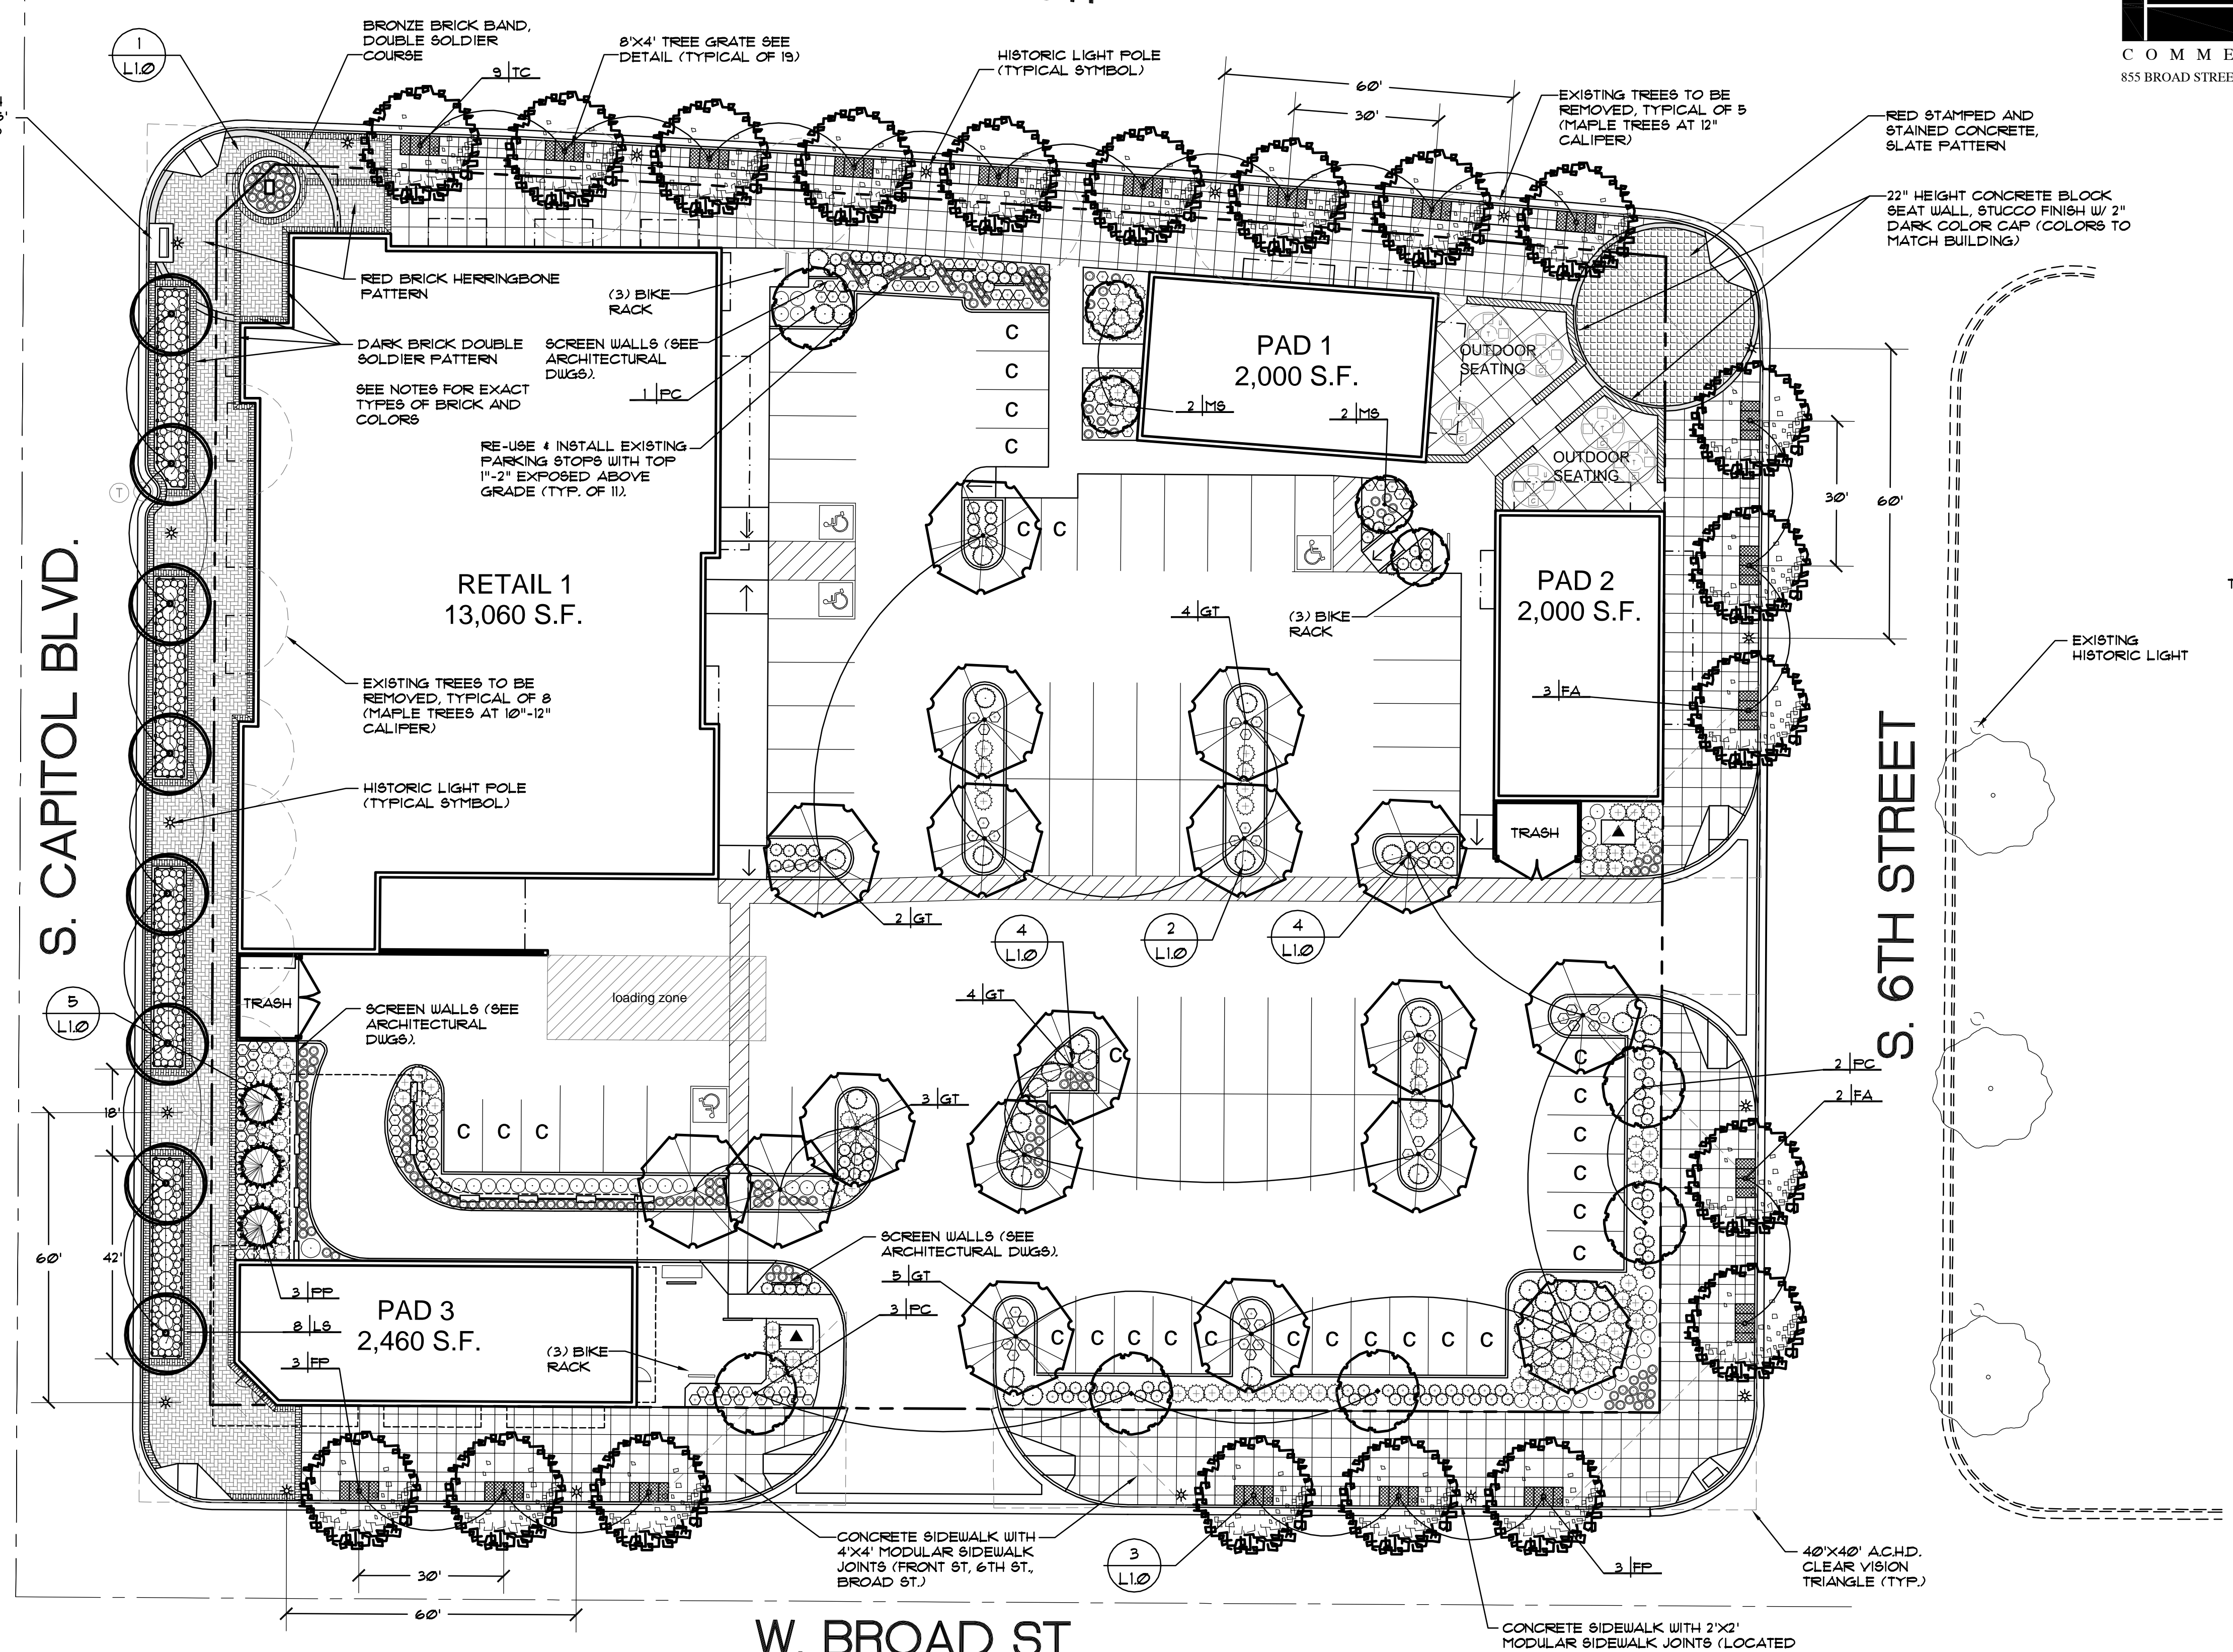 COMME
855 BROAD STREE
1
L1.0
BRONZE BRICK BAND,
DOUBLE SOLDIER
COURSE
9 TC
8'X4' TREE GRATE SEE
DETAIL (TYPICAL OF 19)
HISTORIC LIGHT POLE
(TYPICAL SYMBOL)
60'
30'
EXISTING TREES TO BE
REMOVED, TYPICAL OF 5
(MAPLE TREES AT 12"
CALIPER)
RED STAMPED AND
STAINED CONCRETE,
SLATE PATTERN
22" HEIGHT CONCRETE BLOCK
SEAT WALL, STUCCO FINISH W/ 2"
DARK COLOR CAP (COLORS TO
MATCH BUILDING)
RED BRICK HERRINGBONE
PATTERN
(3) BIKE
RACK
DARK BRICK DOUBLE
SOLDIER PATTERN
SEE NOTES FOR EXACT
TYPES OF BRICK AND
COLORS
SCREEN WALLS (SEE
ARCHITECTURAL
DWGS).
1 PC
RE-USE & INSTALL EXISTING
PARKING STOPS WITH TOP
1"-2" EXPOSED ABOVE
GRADE (TYP. OF 11).
C
C
C
C
PAD 1
2,000 S.F.
2 MS
2 MS
OUTDOOR
SEATING
OUTDOOR
SEATING
30'
60'
T
C C
RETAIL 1
13,060 S.F.
PAD 2
2,000 S.F.
4 GT
(3) BIKE
RACK
3 FA
S. CAPITOL BLVD.
S. 6TH STREET
EXISTING
HISTORIC LIGHT
EXISTING TREES TO BE
REMOVED, TYPICAL OF 8
(MAPLE TREES AT 10"-12"
CALIPER)
HISTORIC LIGHT POLE
(TYPICAL SYMBOL)
TRASH
2 GT
4
L1.0
2
L1.0
4
L1.0
5
L1.0
TRASH
SCREEN WALLS (SEE
ARCHITECTURAL
DWGS).
loading zone
4 GT
C
3 GT
C C C
18'
60'
42'
C
C
C
C
C
C
2 PC
2 FA
SCREEN WALLS (SEE
ARCHITECTURAL DWGS).
5 GT
3 PC
3 PP
8 LS
3 FP
PAD 3
2,460 S.F.
(3) BIKE
RACK
C C C C C C C C C C C
CONCRETE SIDEWALK WITH
4'X4' MODULAR SIDEWALK
JOINTS (FRONT ST, 6TH ST.,
BROAD ST.)
3
L1.0
3 FP
40'X40' A.C.H.D.
CLEAR VISION
TRIANGLE (TYP.)
30'
60'
W. BROAD ST
CONCRETE SIDEWALK WITH 2'X2'
MODULAR SIDEWALK JOINTS (LOCATED